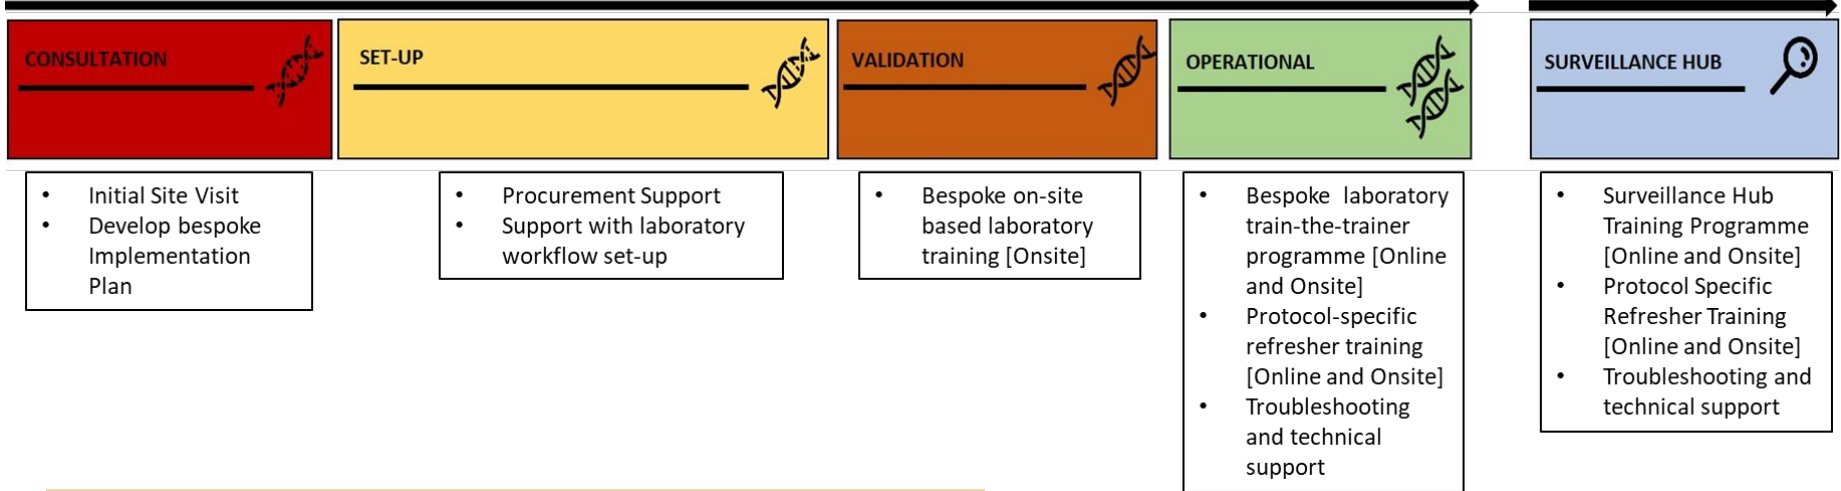 CONSULTATION
SET-UP
VALIDATION
OPERATIONAL
SURVEILLANCE HUB
• Initial Site Visit
• Develop bespoke
Implementation
Plan
• Procurement Support
• Support with laboratory
workflow set-up
• Bespoke on-site
based laboratory
training [Onsite]
• Bespoke laboratory
train-the-trainer
programme [Online
and Onsite]
• Protocol-specific
refresher training
[Online and Onsite]
• Troubleshooting
and technical
support
• Surveillance Hub
Training Programme
[Online and Onsite]
• Protocol Specific
Refresher Training
[Online and Onsite]
• Troubleshooting and
technical support